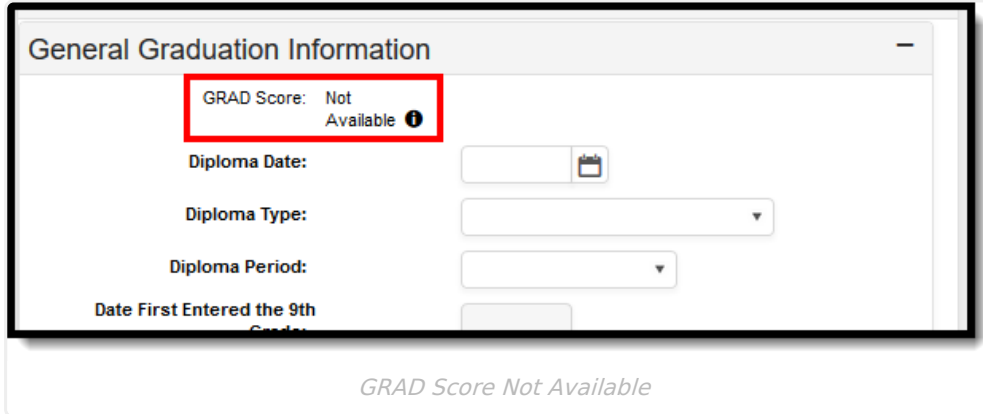 General Graduation Information
GRAD Score: Not
Available
Diploma Date:
Diploma Type:
Diploma Period:
Date First Entered the 9th
Grade:
GRAD Score Not Available